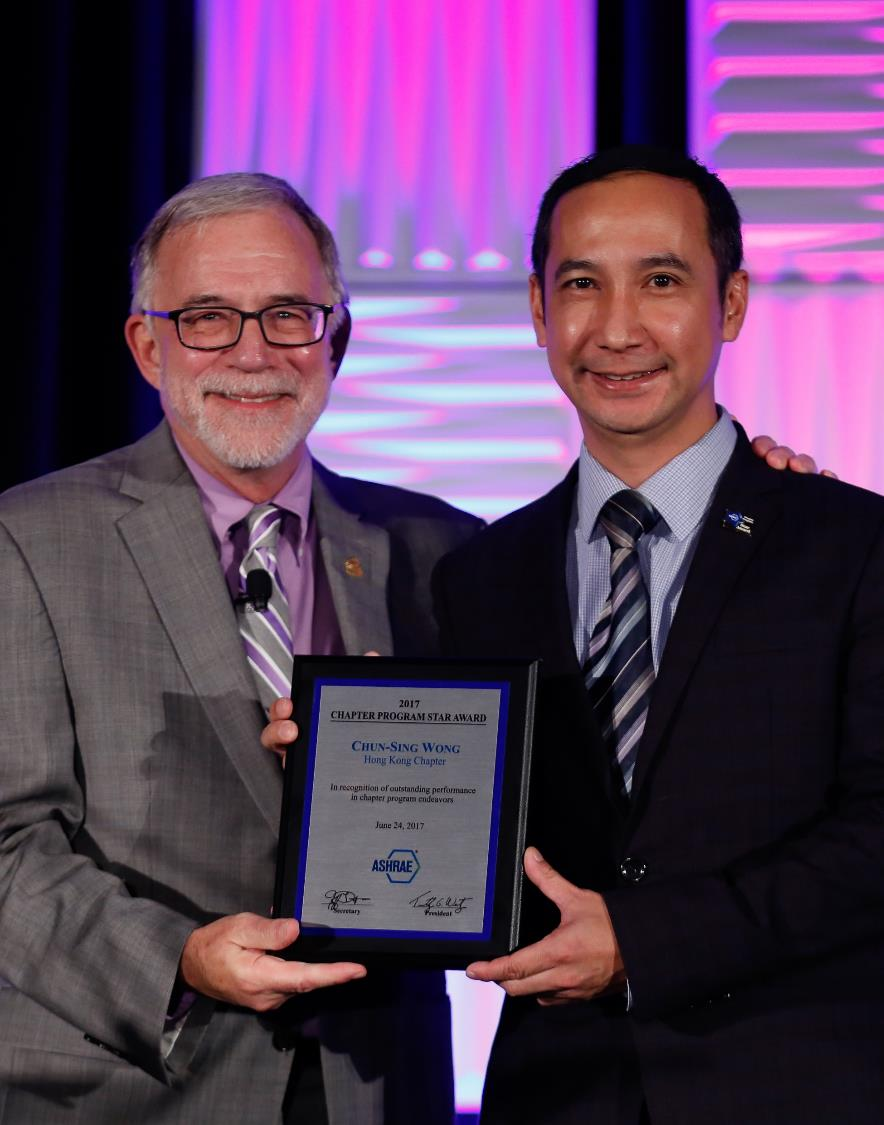 2017
CHAPTER PROGRAM STAR AWARD
CHUN-SING WONG
Hong Kong Chapter
In recognition of outstanding performance
in chapter program endeavors
June 24, 2017
ASHRAE
Secretary
President